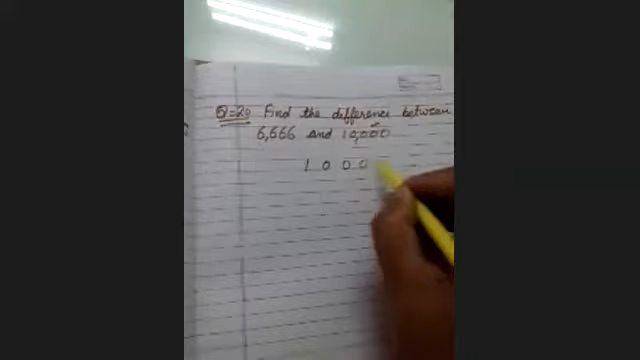 Q=20 Find the difference between
6,666 and 10,000
1 0 0 0